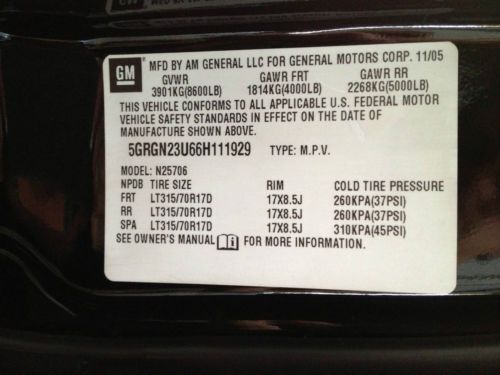 GM
MFD BY AM GENERAL LLC FOR GENERAL MOTORS CORP. 11/05
GVWR GAWR FRT GAWR RR
3901KG(8600LB) 1814KG(4000LB) 2268KG(5000LB)
THIS VEHICLE CONFORMS TO ALL APPLICABLE U.S. FEDERAL MOTOR
VEHICLE SAFETY STANDARDS IN EFFECT ON THE DATE OF
MANUFACTURE SHOWN ABOVE.
5GRGN23U66H111929 TYPE: M.P.V.
MODEL: N25706
NPDB TIRE SIZE RIM COLD TIRE PRESSURE
FRT LT315/70R17D 17X8.5J 260KPA(37PSI)
RR LT315/70R17D 17X8.5J 260KPA(37PSI)
SPA LT315/70R17D 17X8.5J 310KPA(45PSI)
SEE OWNER'S MANUAL FOR MORE INFORMATION.